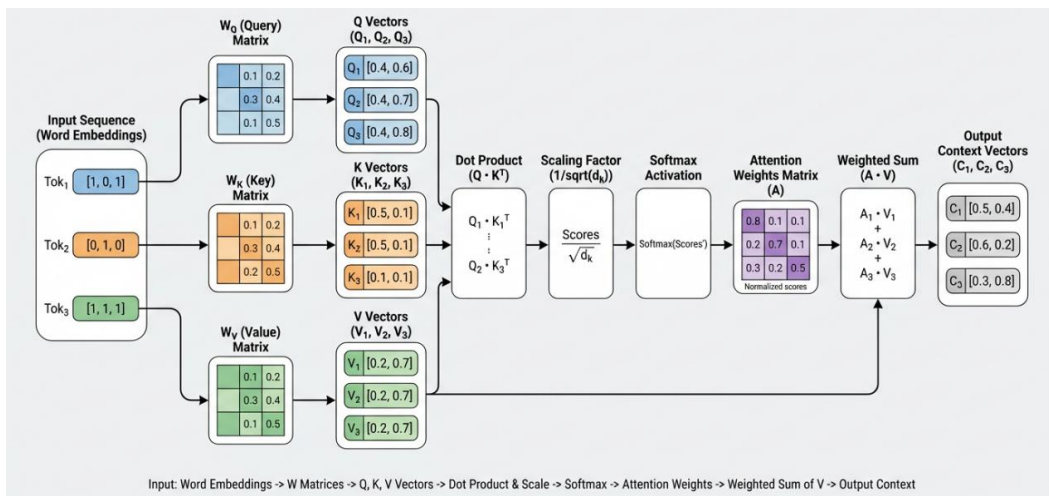 Input Sequence
(Word Embeddings)
Tok₁ [1, 0, 1]
Tok₂ [0, 1, 0]
Tok₃ [1, 1, 1]
W_Q (Query)
Matrix
0.1 0.2
0.3 0.4
0.1 0.5
W_K (Key)
Matrix
0.1 0.2
0.3 0.4
0.2 0.5
W_V (Value)
Matrix
0.1 0.2
0.3 0.4
0.1 0.5
Q Vectors
(Q₁, Q₂, Q₃)
Q₁ [0.4, 0.6]
Q₂ [0.4, 0.7]
Q₃ [0.4, 0.8]
K Vectors
(K₁, K₂, K₃)
K₁ [0.5, 0.1]
K₂ [0.5, 0.1]
K₃ [0.1, 0.1]
V Vectors
(V₁, V₂, V₃)
V₁ [0.2, 0.7]
V₂ [0.2, 0.7]
V₃ [0.2, 0.7]
Dot Product
(Q · Kᵀ)
Q₁ · K₁ᵀ
⋮ ⋮
Q₂ · K₃ᵀ
Scaling Factor
(1/sqrt(dₖ))
Scores
√dₖ
Softmax
Activation
Softmax(Scores')
Attention
Weights Matrix
(A)
0.8 0.1 0.1
0.2 0.7 0.1
0.3 0.2 0.5
Normalized scores
Weighted Sum
(A · V)
A₁ · V₁
+
A₂ · V₂
+
A₃ · V₃
Output
Context Vectors
(C₁, C₂, C₃)
C₁ [0.5, 0.4]
C₂ [0.6, 0.2]
C₃ [0.3, 0.8]
Input: Word Embeddings -> W Matrices -> Q, K, V Vectors -> Dot Product & Scale -> Softmax -> Attention Weights -> Weighted Sum of V -> Output Context